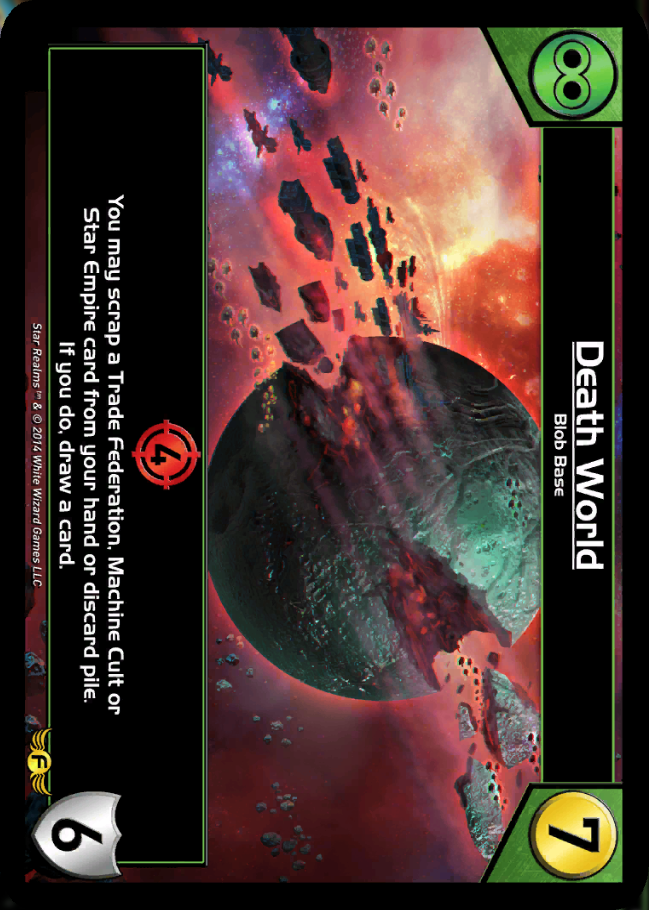 Death World
Blob Base
7
4
You may scrap a Trade Federation, Machine Cult or
Star Empire card from your hand or discard pile.
If you do, draw a card.
Star Realms™ & © 2014 White Wizard Games LLC
F
6